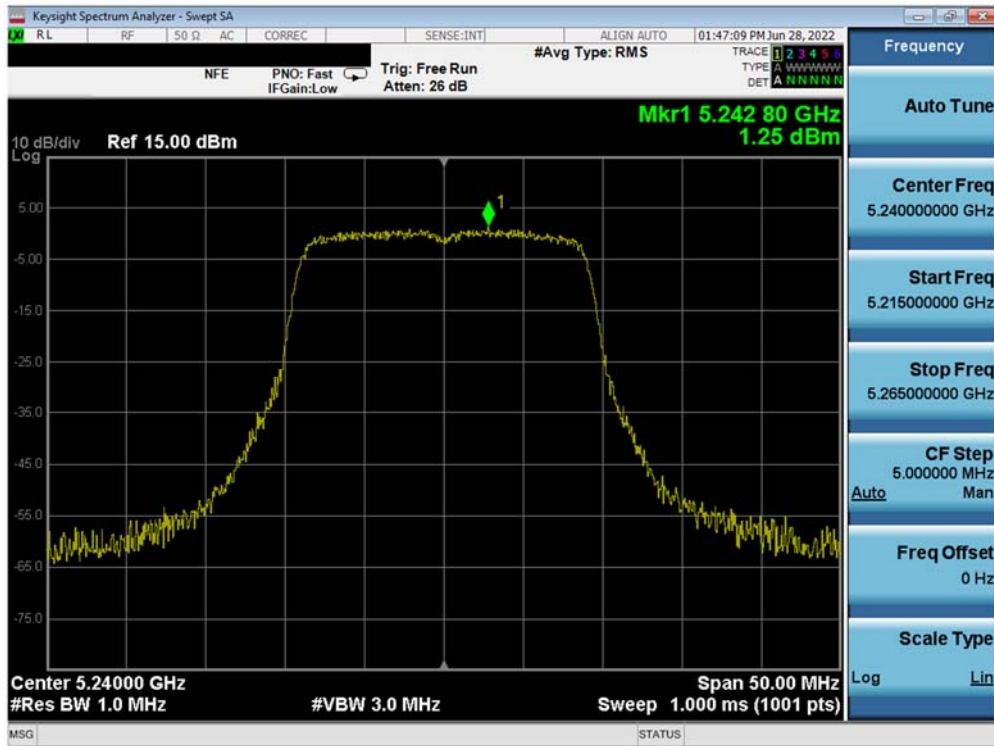 Keysight Spectrum Analyzer - Swept SA
LXI RL RF 50 Ω AC CORREC SENSE:INT ALIGN AUTO 01:47:09 PM Jun 28, 2022
#Avg Type: RMS
TRACE 1 2 3 4 5 6
TYPE A WWWWW
DET A N N N N N
NFE PNO: Fast Trig: Free Run
IFGain:Low Atten: 26 dB
Mkr1 5.242 80 GHz
1.25 dBm
10 dB/div Ref 15.00 dBm
Log
1
5.00
-5.00
-15.0
-25.0
-35.0
-45.0
-55.0
-65.0
-75.0
Center 5.24000 GHz Span 50.00 MHz
#Res BW 1.0 MHz #VBW 3.0 MHz Sweep 1.000 ms (1001 pts)
MSG STATUS
Frequency
Auto Tune
Center Freq
5.240000000 GHz
Start Freq
5.215000000 GHz
Stop Freq
5.265000000 GHz
CF Step
5.000000 MHz
Auto Man
Freq Offset
0 Hz
Scale Type
Log Lin